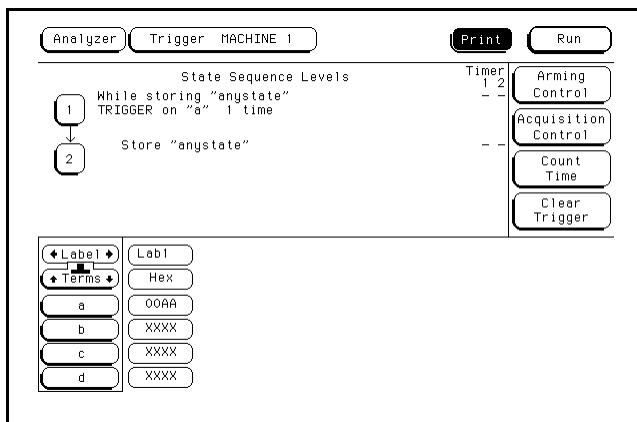 Analyzer Trigger MACHINE 1 Print Run
State Sequence Levels
Timer
1 2
1 While storing "anystate"
TRIGGER on "a" 1 time
- -
2 Store "anystate"
- -
Arming
Control
Acquisition
Control
Count
Time
Clear
Trigger
Label Lab1
Terms Hex
a 00AA
b XXXX
c XXXX
d XXXX